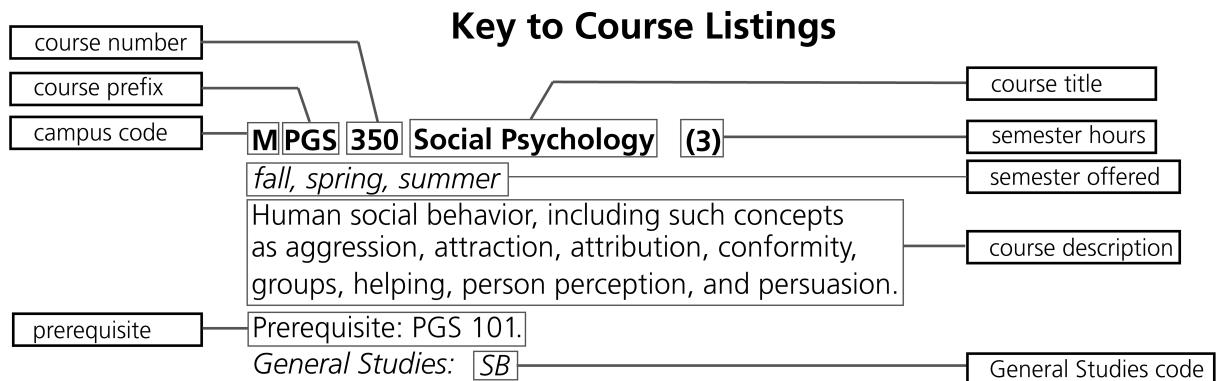 Key to Course Listings
course number
course prefix
course title
campus code
M PGS 350 Social Psychology (3)
semester hours
fall, spring, summer
semester offered
Human social behavior, including such concepts
as aggression, attraction, attribution, conformity,
groups, helping, person perception, and persuasion.
course description
prerequisite
Prerequisite: PGS 101.
General Studies: SB
General Studies code